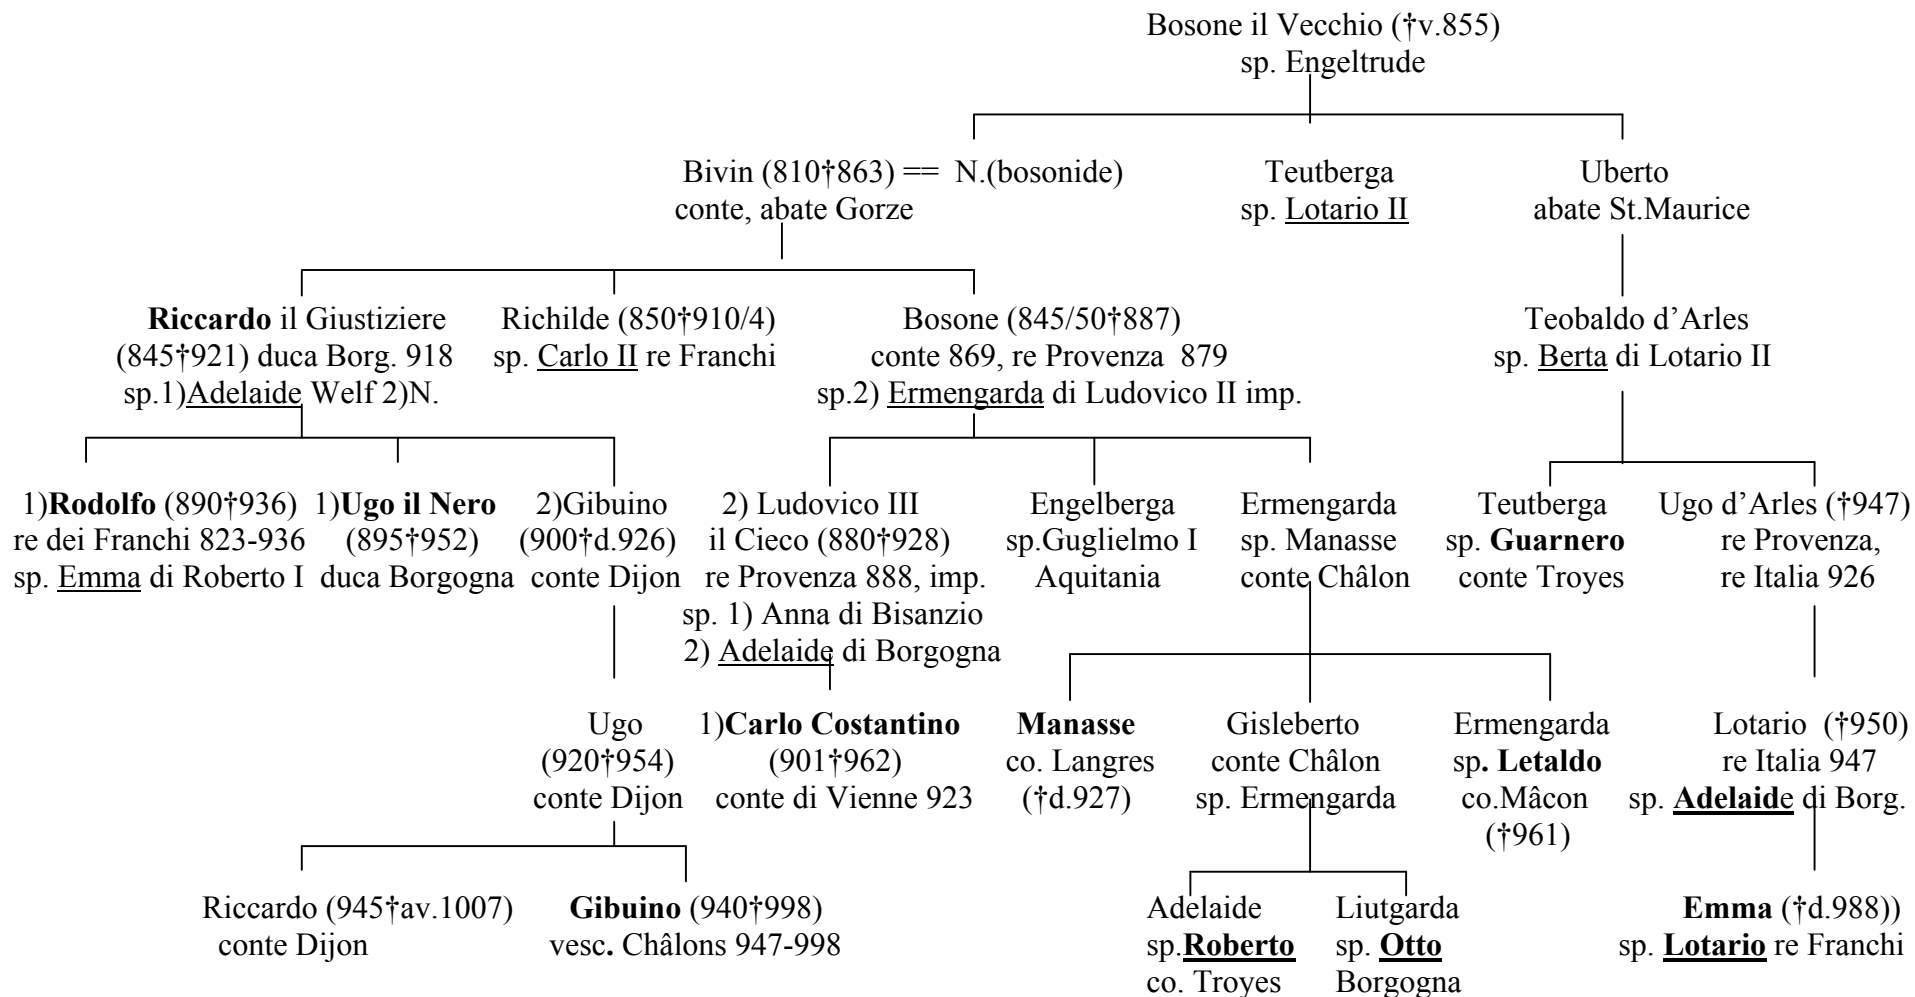 Bosone il Vecchio (†v.855)
sp. Engeltrude
Bivin (810†863) == N.(bosonide)
conte, abate Gorze
Teutberga
sp. Lotario II
Uberto
abate St.Maurice
Riccardo il Giustiziere
(845†921) duca Borg. 918
sp.1)Adelaide Welf 2)N.
Richilde (850†910/4)
sp. Carlo II re Franchi
Bosone (845/50†887)
conte 869, re Provenza 879
sp.2) Ermengarda di Ludovico II imp.
Teobaldo d’Arles
sp. Berta di Lotario II
1)Rodolfo (890†936)
re dei Franchi 823-936
sp. Emma di Roberto I
1)Ugo il Nero
(895†952)
duca Borgogna
2)Gibuino
(900†d.926)
conte Dijon
2) Ludovico III
il Cieco (880†928)
re Provenza 888, imp.
sp. 1) Anna di Bisanzio
2) Adelaide di Borgogna
Engelberga
sp.Guglielmo I
Aquitania
Ermengarda
sp. Manasse
conte Châlon
Teutberga
sp. Guarnero
conte Troyes
Ugo d’Arles (†947)
re Provenza,
re Italia 926
Ugo
(920†954)
conte Dijon
1)Carlo Costantino
(901†962)
conte di Vienne 923
Manasse
co. Langres
(†d.927)
Gisleberto
conte Châlon
sp. Ermengarda
Ermengarda
sp. Letaldo
co.Mâcon
(†961)
Lotario (†950)
re Italia 947
sp. Adelaide di Borg.
Riccardo (945†av.1007)
conte Dijon
Gibuino (940†998)
vesc. Châlons 947-998
Adelaide
sp.Roberto
co. Troyes
Liutgarda
sp. Otto
Borgogna
Emma (†d.988))
sp. Lotario re Franchi